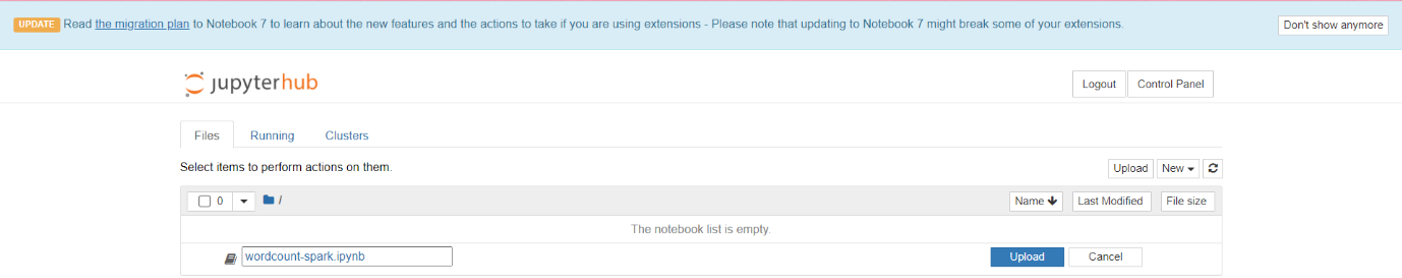 UPDATE Read the migration plan to Notebook 7 to learn about the new features and the actions to take if you are using extensions - Please note that updating to Notebook 7 might break some of your extensions. Don't show anymore
jupyterhub Logout Control Panel
Files Running Clusters
Select items to perform actions on them. Upload New
0 / Name Last Modified File size
The notebook list is empty.
wordcount-spark.ipynb Upload Cancel